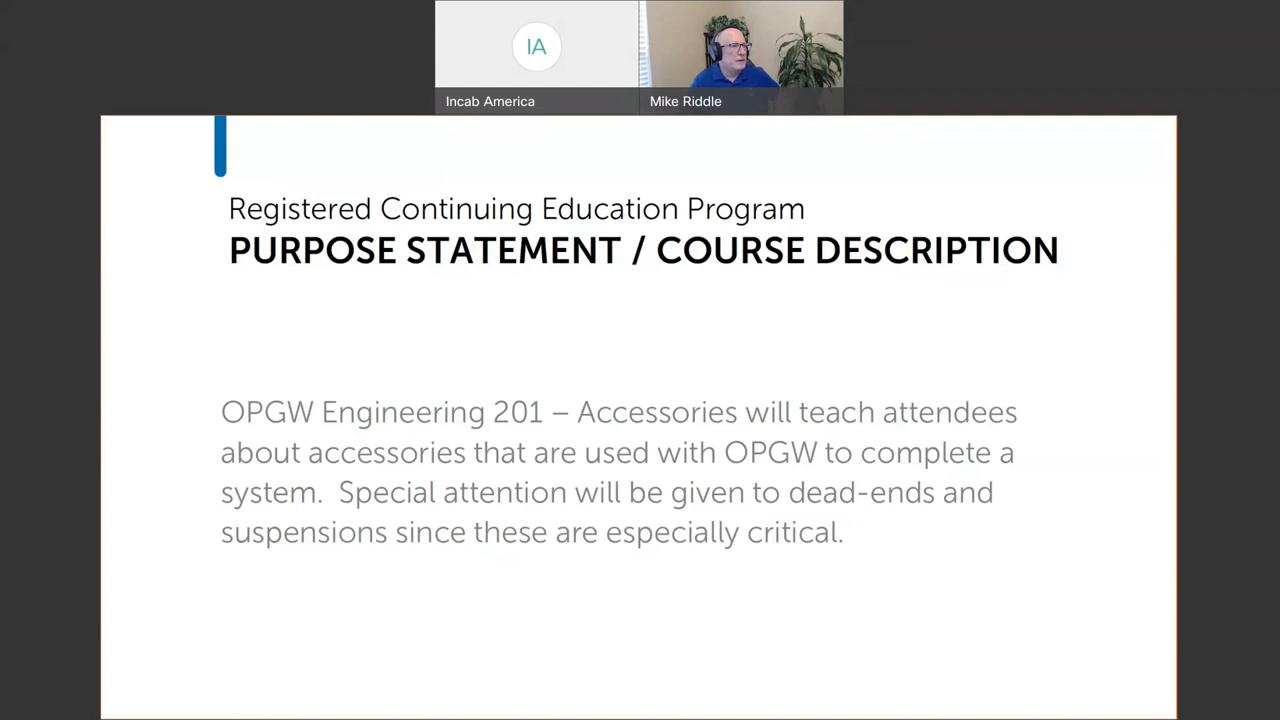 IA
Incab America
Mike Riddle
Registered Continuing Education Program
PURPOSE STATEMENT / COURSE DESCRIPTION
OPGW Engineering 201 – Accessories will teach attendees
about accessories that are used with OPGW to complete a
system.  Special attention will be given to dead-ends and
suspensions since these are especially critical.